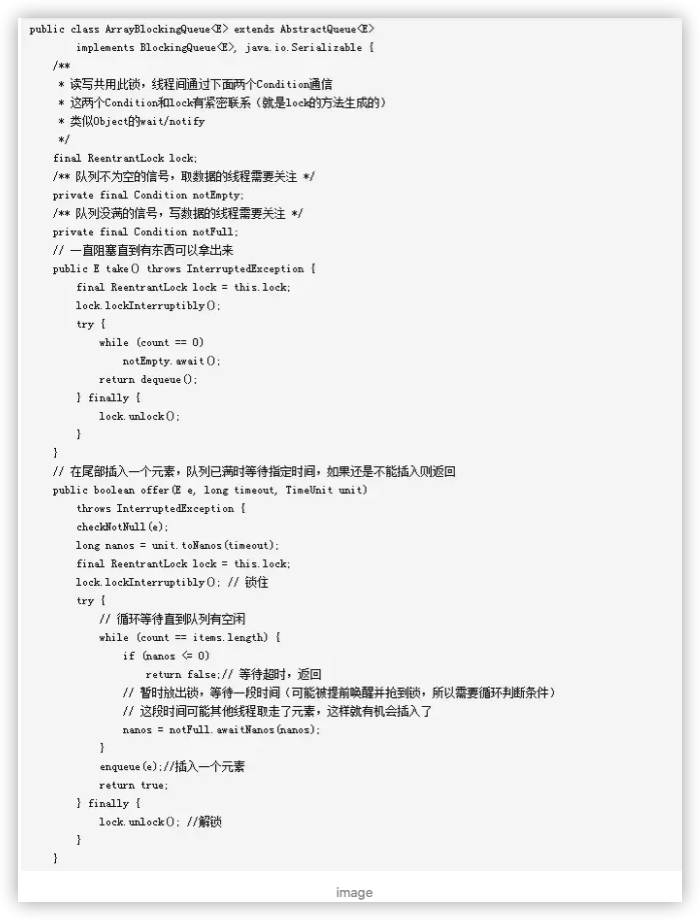 public class ArrayBlockingQueue<E> extends AbstractQueue<E>
        implements BlockingQueue<E>, java.io.Serializable {
    /**
     * 读写共用此锁，线程间通过下面两个Condition通信
     * 这两个Condition和lock有紧密联系（就是lock的方法生成的）
     * 类似Object的wait/notify
     */
    final ReentrantLock lock;
    /** 队列不为空的信号，取数据的线程需要关注 */
    private final Condition notEmpty;
    /** 队列没满的信号，写数据的线程需要关注 */
    private final Condition notFull;
    // 一直阻塞直到有东西可以拿出来
    public E take() throws InterruptedException {
        final ReentrantLock lock = this.lock;
        lock.lockInterruptibly();
        try {
            while (count == 0)
                notEmpty.await();
            return dequeue();
        } finally {
            lock.unlock();
        }
    }
    // 在尾部插入一个元素，队列已满时等待指定时间，如果还是不能插入则返回
    public boolean offer(E e, long timeout, TimeUnit unit)
        throws InterruptedException {
        checkNotNull(e);
        long nanos = unit.toNanos(timeout);
        final ReentrantLock lock = this.lock;
        lock.lockInterruptibly(); // 锁住
        try {
            // 循环等待直到队列有空闲
            while (count == items.length) {
                if (nanos <= 0)
                    return false;// 等待超时，返回
                // 暂时放出锁，等待一段时间（可能被提前唤醒并抢到锁，所以需要循环判断条件）
                // 这段时间可能其他线程取走了元素，这样就有机会插入了
                nanos = notFull.awaitNanos(nanos);
            }
            enqueue(e);//插入一个元素
            return true;
        } finally {
            lock.unlock(); //解锁
        }
    }
image